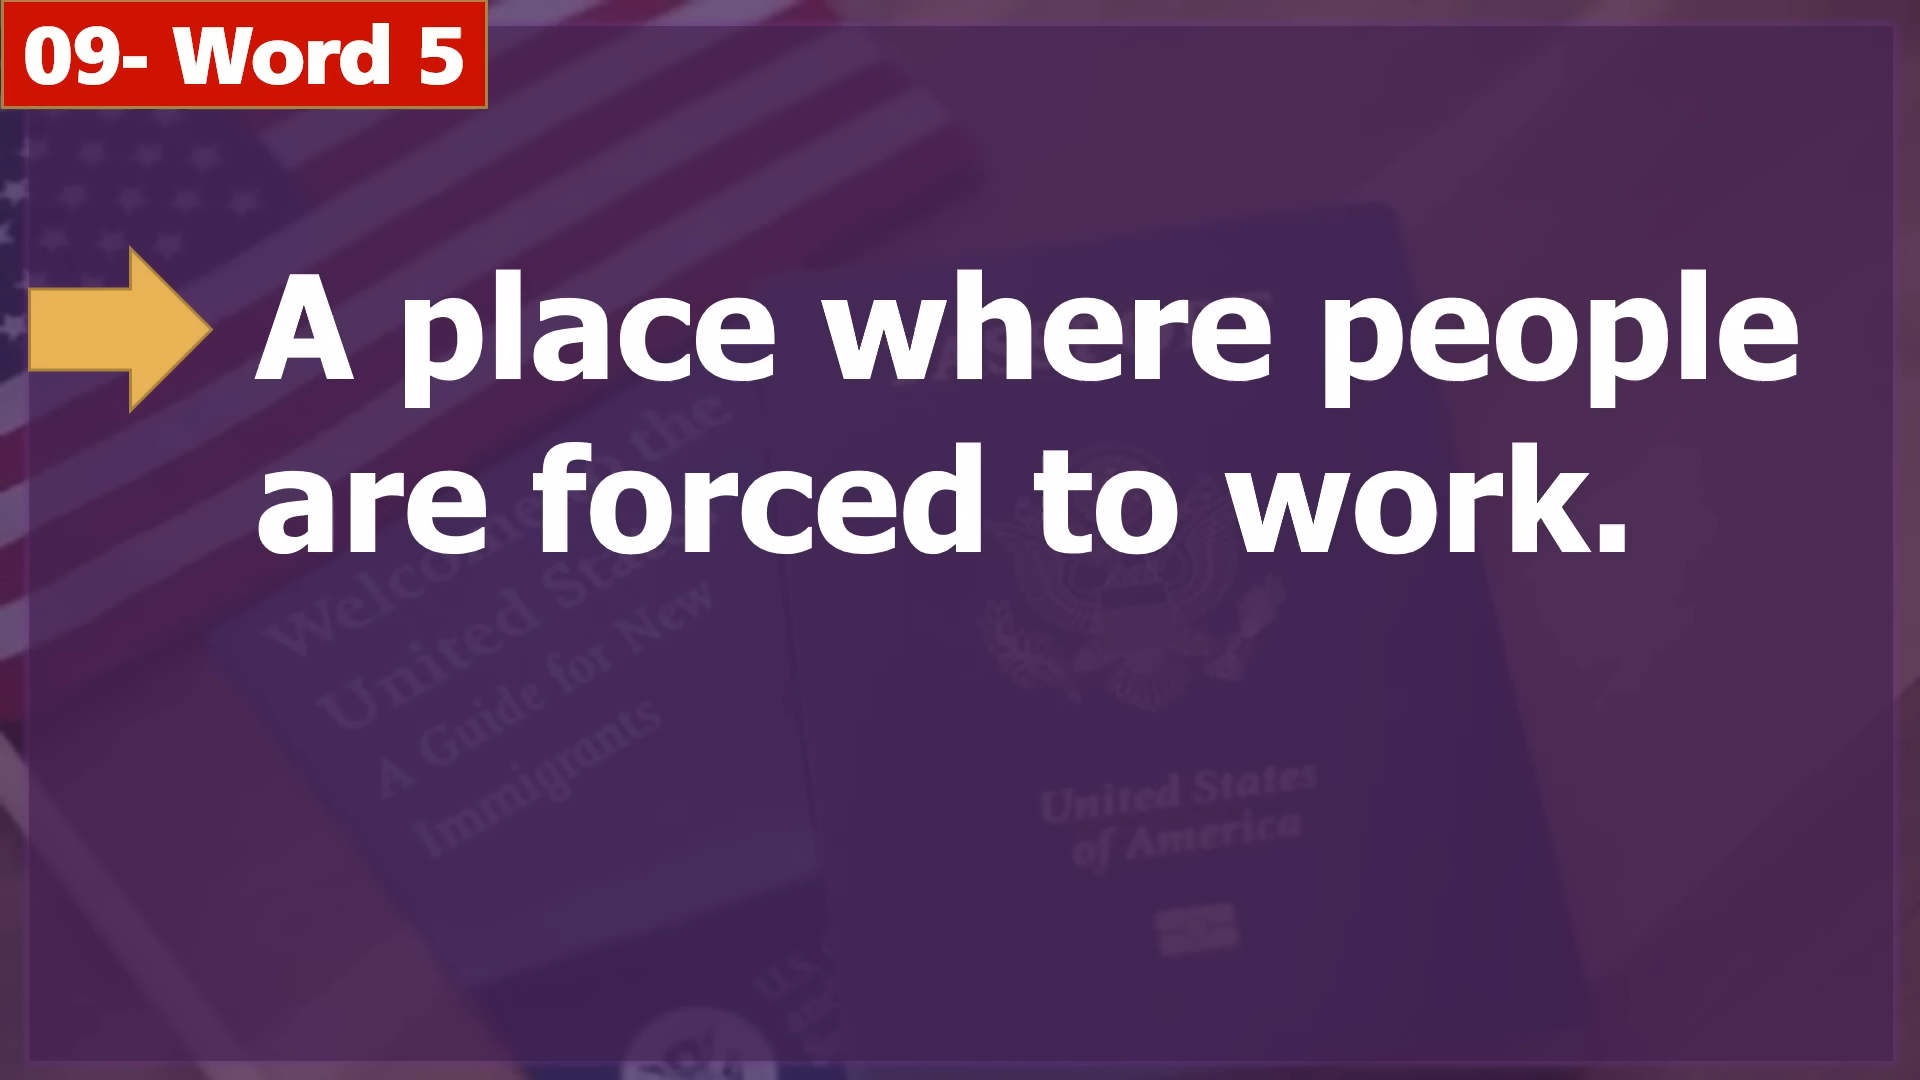 09- Word 5
A place where people
are forced to work.
Welcome to the
United States
A Guide for New
Immigrants
United States
of America